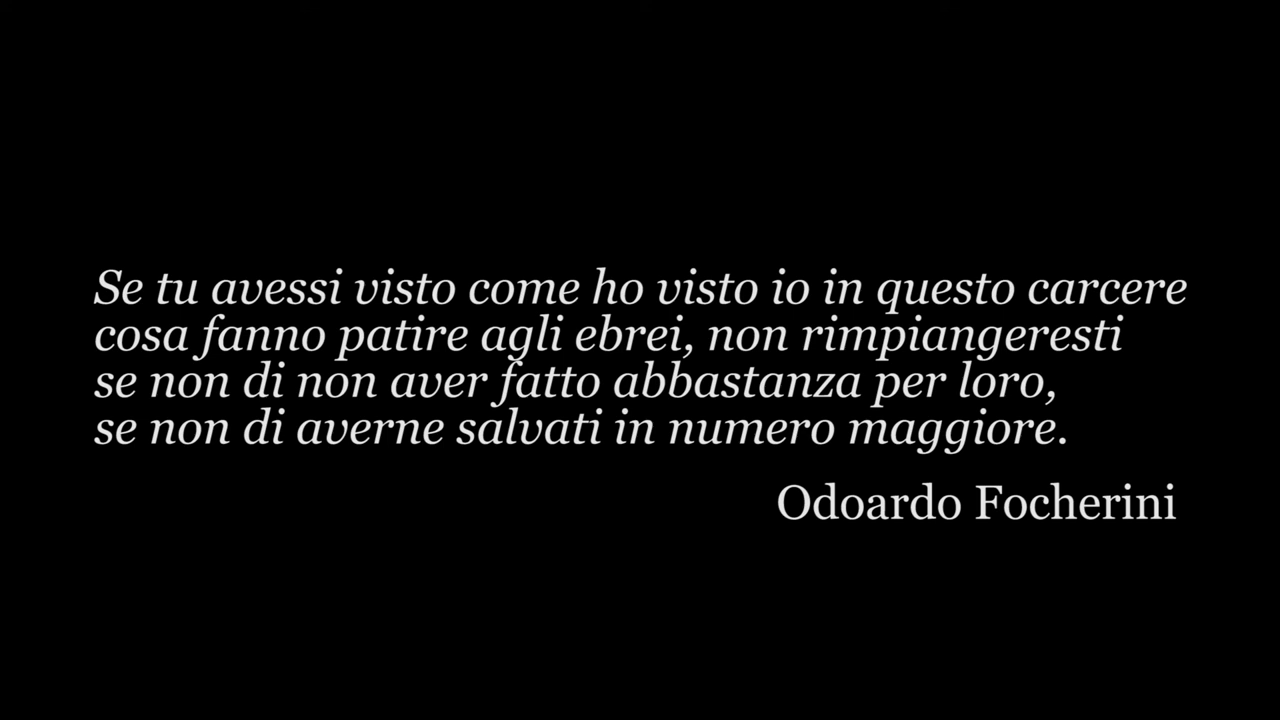 Se tu avessi visto come ho visto io in questo carcere
cosa fanno patire agli ebrei, non rimpiangeresti
se non di non aver fatto abbastanza per loro,
se non di averne salvati in numero maggiore.
Odoardo Focherini